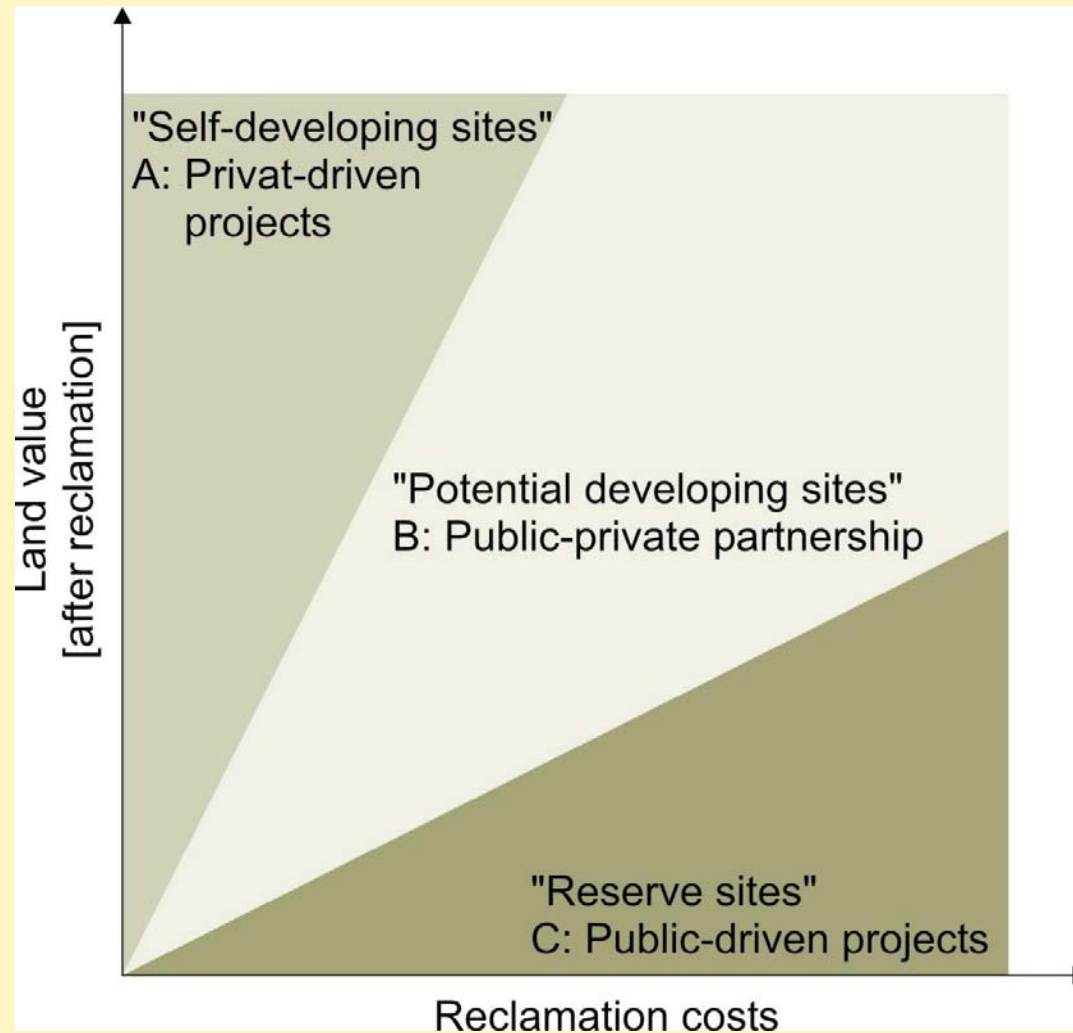 "Self-developing sites"
A: Privat-driven
projects
Land value
[after reclamation]
"Potential developing sites"
B: Public-private partnership
"Reserve sites"
C: Public-driven projects
Reclamation costs